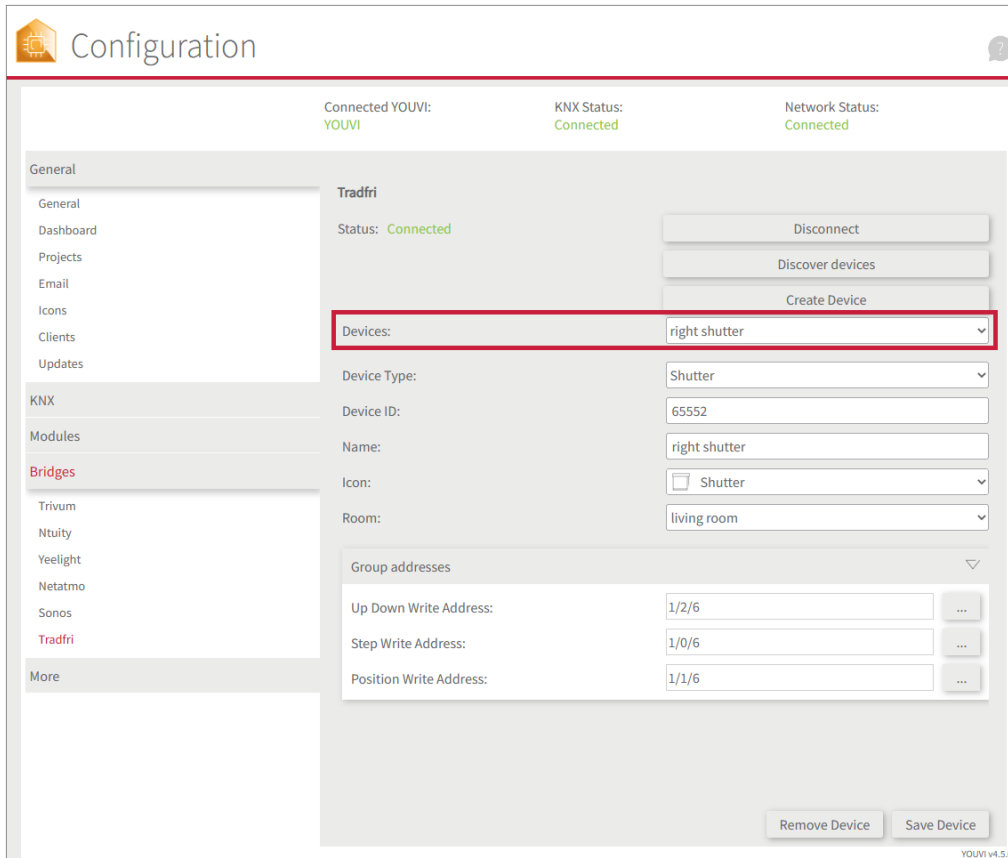 Configuration
?
Connected YOUVI:
YOUVI
KNX Status:
Connected
Network Status:
Connected
General
General
Dashboard
Projects
Email
Icons
Clients
Updates
KNX
Modules
Bridges
Trivum
Ntuity
Yeelight
Netatmo
Sonos
Tradfri
More
Tradfri
Status: Connected
Disconnect
Discover devices
Create Device
Devices: right shutter
Device Type: Shutter
Device ID: 65552
Name: right shutter
Icon: Shutter
Room: living room
Group addresses
Up Down Write Address: 1/2/6 ...
Step Write Address: 1/0/6 ...
Position Write Address: 1/1/6 ...
Remove Device Save Device
YOUVI v4.5.